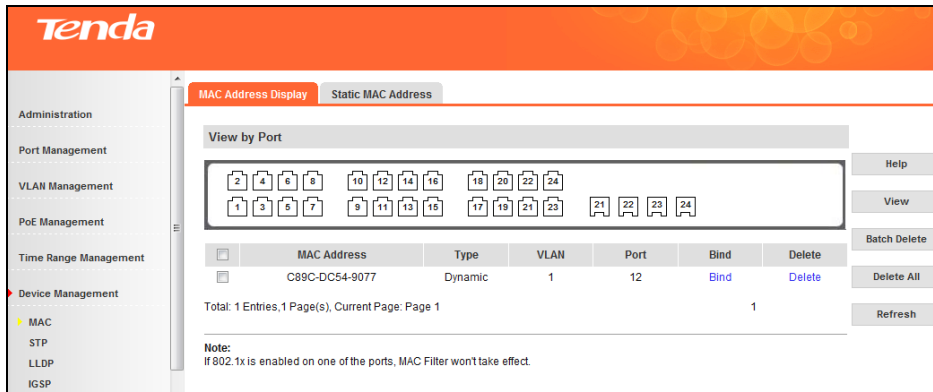 Tenda
Administration
Port Management
VLAN Management
PoE Management
Time Range Management
Device Management
MAC
STP
LLDP
IGSP
MAC Address Display Static MAC Address
View by Port
2 4 6 8 10 12 14 16 18 20 22 24
1 3 5 7 9 11 13 15 17 19 21 23 21 22 23 24
MAC Address Type VLAN Port Bind Delete
C89C-DC54-9077 Dynamic 1 12 Bind Delete
Total: 1 Entries,1 Page(s), Current Page: Page 1 1
Note:
If 802.1x is enabled on one of the ports, MAC Filter won't take effect.
Help
View
Batch Delete
Delete All
Refresh